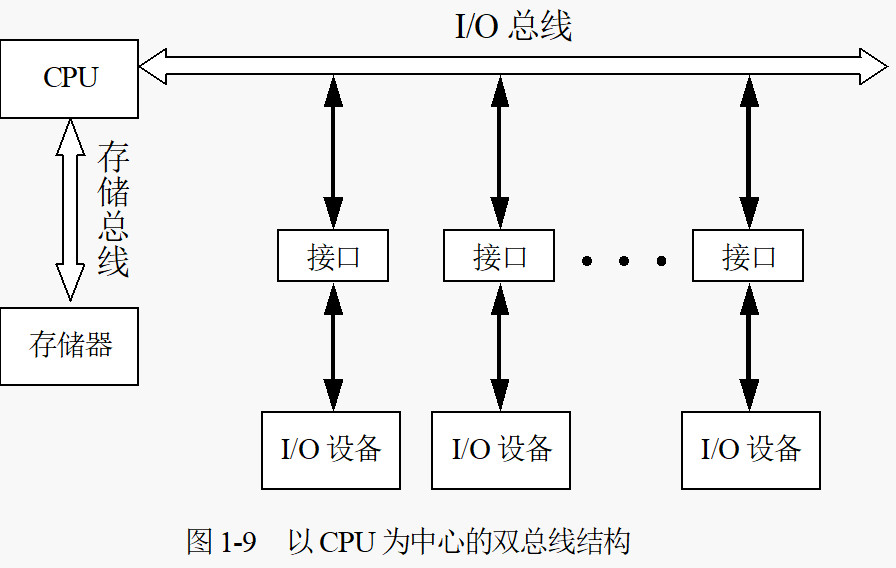 I/O 总线
CPU
存储总线
接口
接口
接口
存储器
I/O 设备
I/O 设备
I/O 设备
图 1-9 以 CPU 为中心的双总线结构